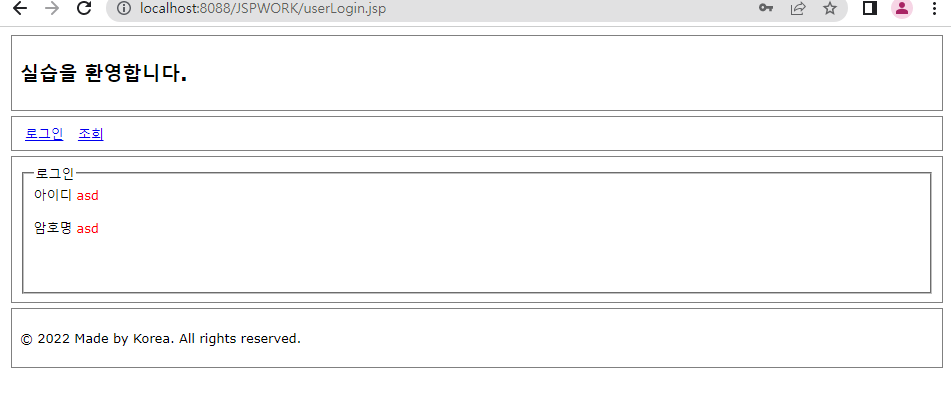 localhost:8088/JSPWORK/userLogin.jsp
실습을 환영합니다.
로그인 조회
로그인
아이디 asd
암호명 asd
© 2022 Made by Korea. All rights reserved.